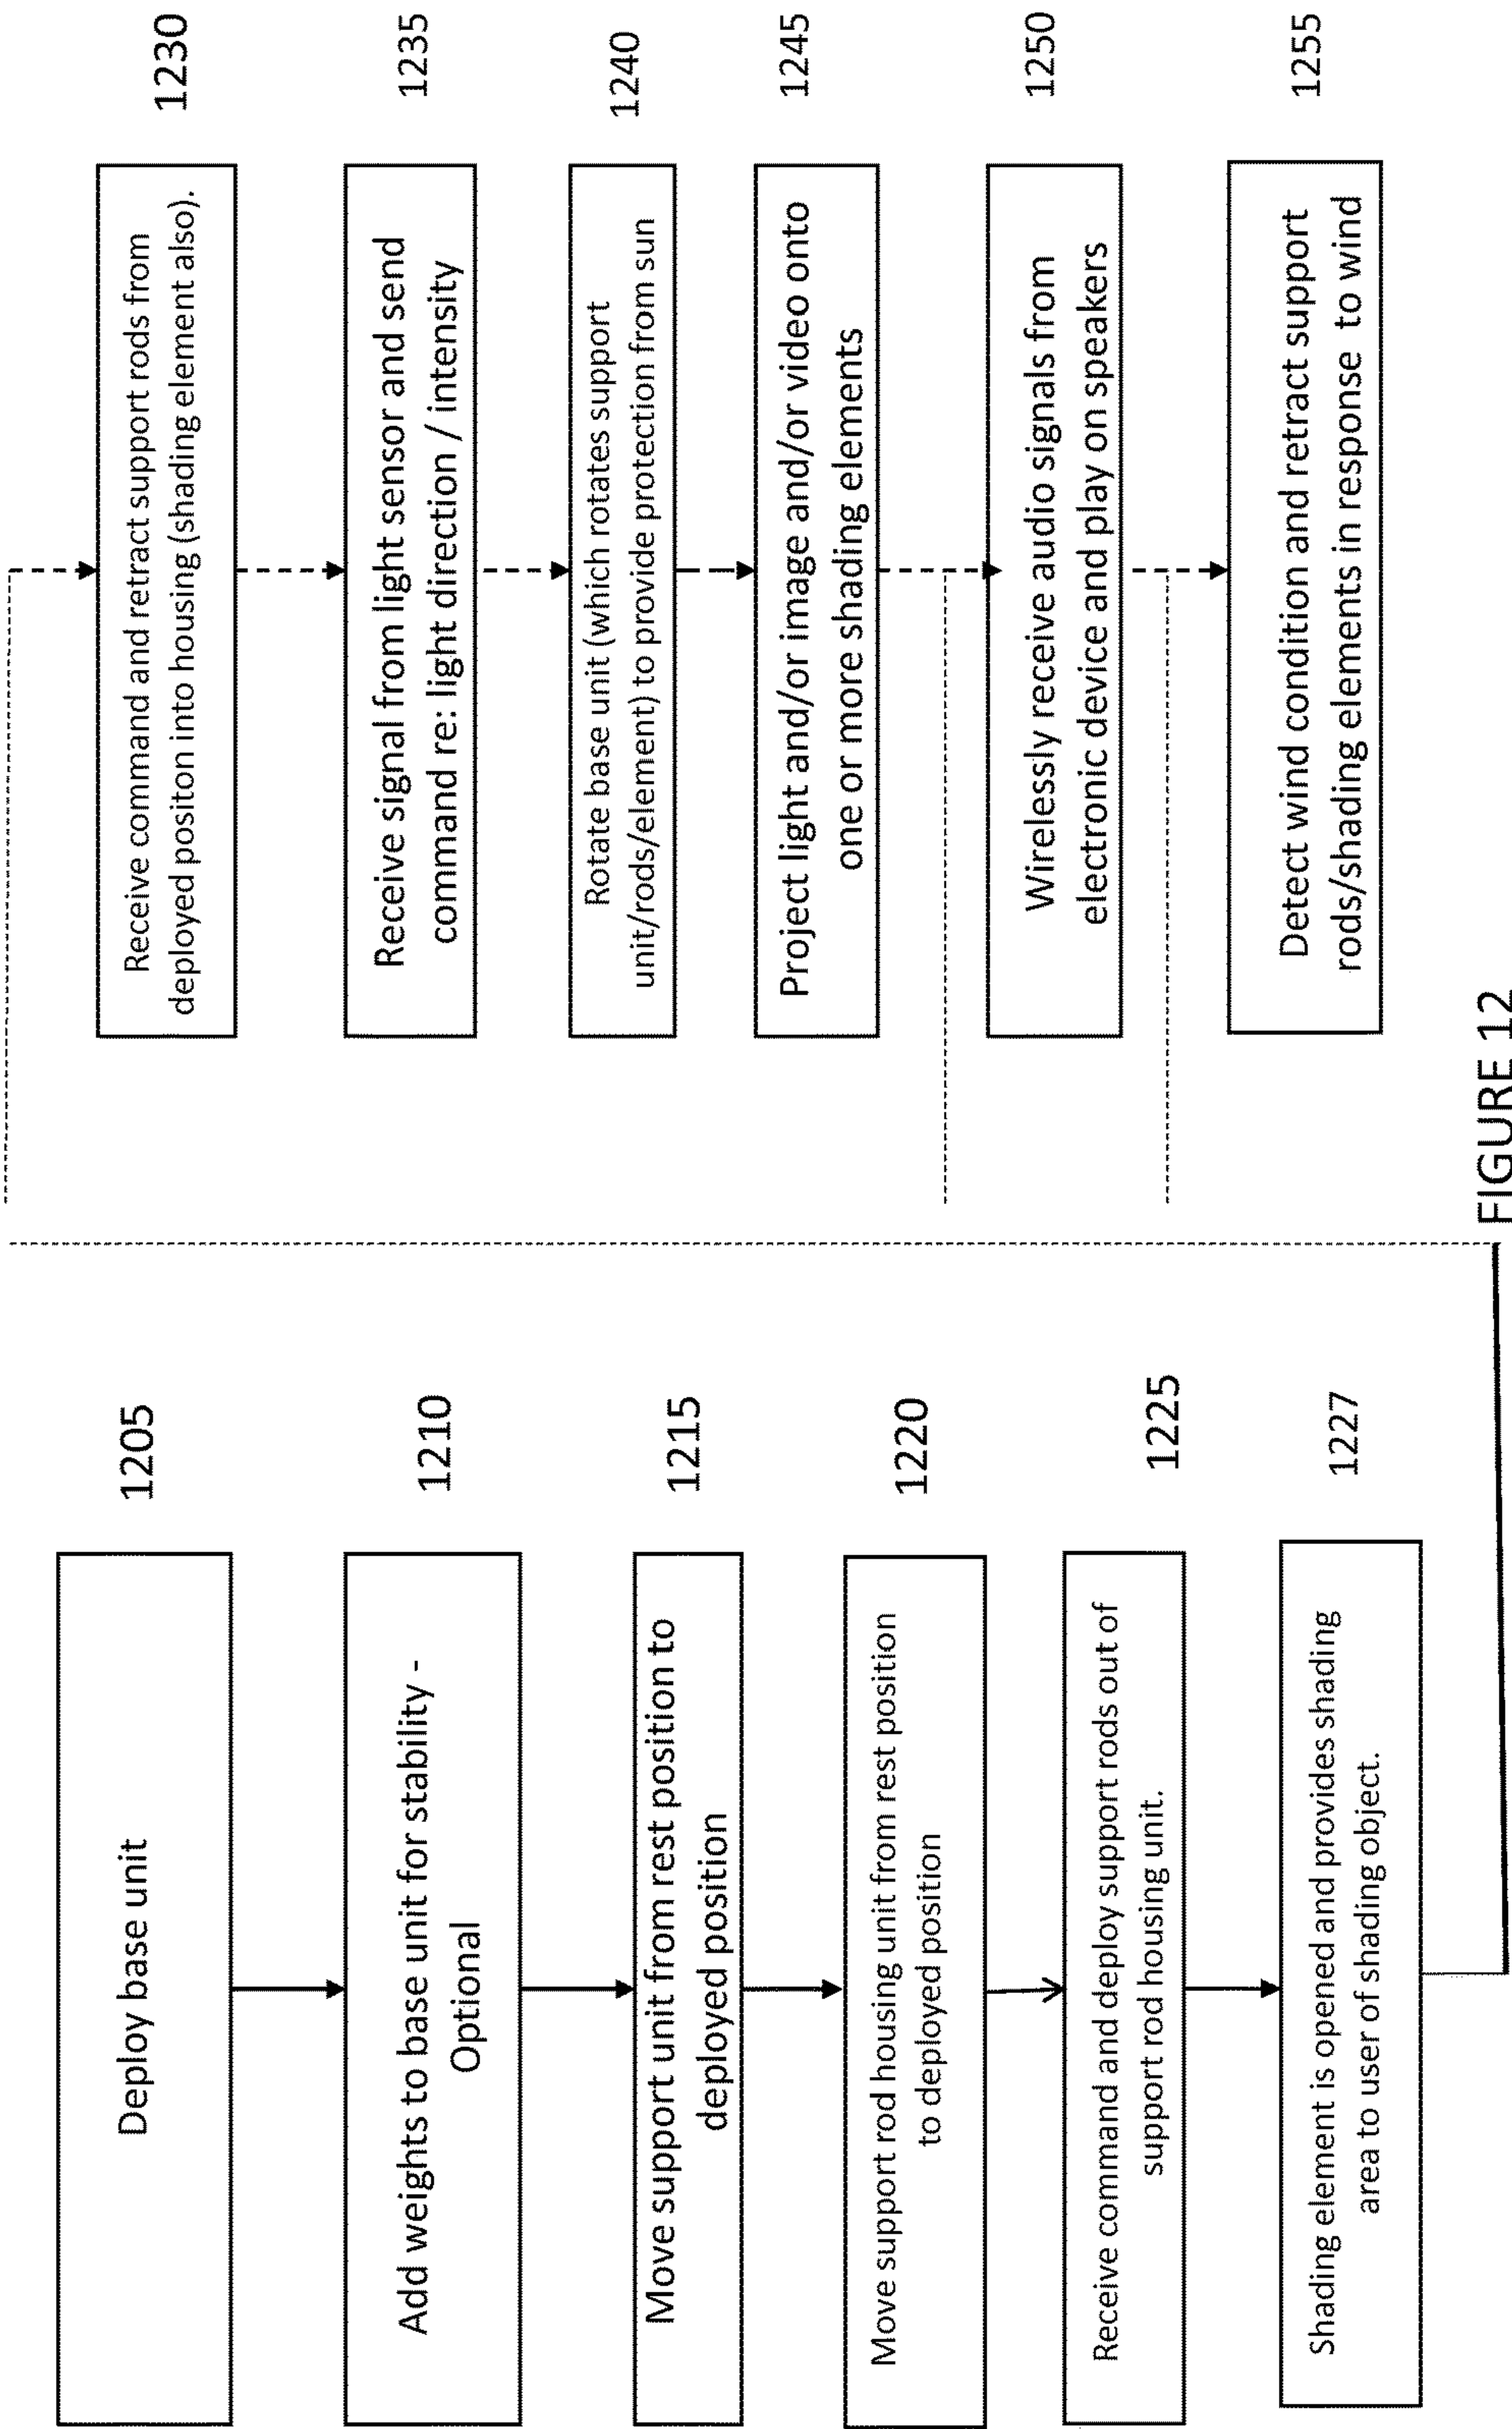 Deploy base unit
1205
Add weights to base unit for stability -
Optional
1210
Move support unit from rest position to
deployed position
1215
Move support rod housing unit from rest position
to deployed position
1220
Receive command and deploy support rods out of
support rod housing unit.
1225
Shading element is opened and provides shading
area to user of shading object.
1227
Receive command and retract support rods from
deployed positon into housing (shading element also).
1230
Receive signal from light sensor and send
command re: light direction / intensity
1235
Rotate base unit (which rotates support
unit/rods/element) to provide protection from sun
1240
Project light and/or image and/or video onto
one or more shading elements
1245
Wirelessly receive audio signals from
electronic device and play on speakers
1250
Detect wind condition and retract support
rods/shading elements in response to wind
1255
FIGURE 12